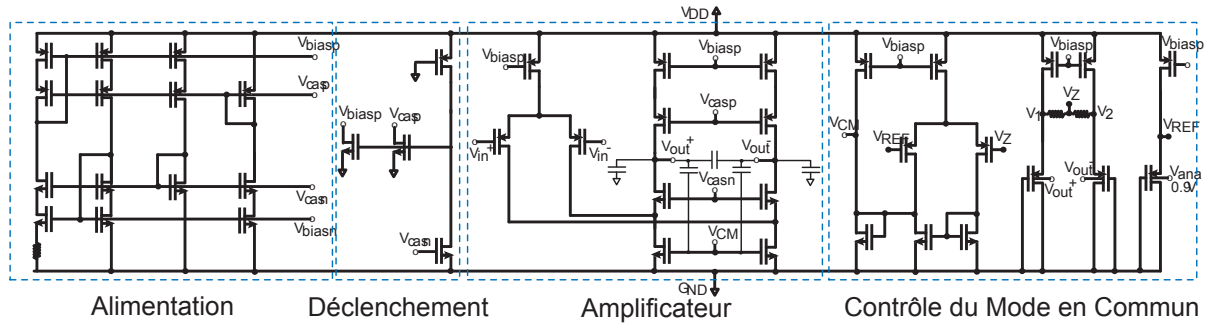 VDD
Vbiasp
Vcasp
Vcasn
Vbiasn
Vbiasp
Vcasp
Vcasn
Vbiasp
Vin+
Vin-
Vbiasp
Vcasp
Vout+
Vout-
Vcasn
VCM
GND
Vbiasp
VCM
VREF
VZ
Vbiasp
VZ
V1
V2
Vout+
Vout-
Vbiasp
VREF
Vana
0.9V
Alimentation
Déclenchement
Amplificateur
Contrôle du Mode en Commun